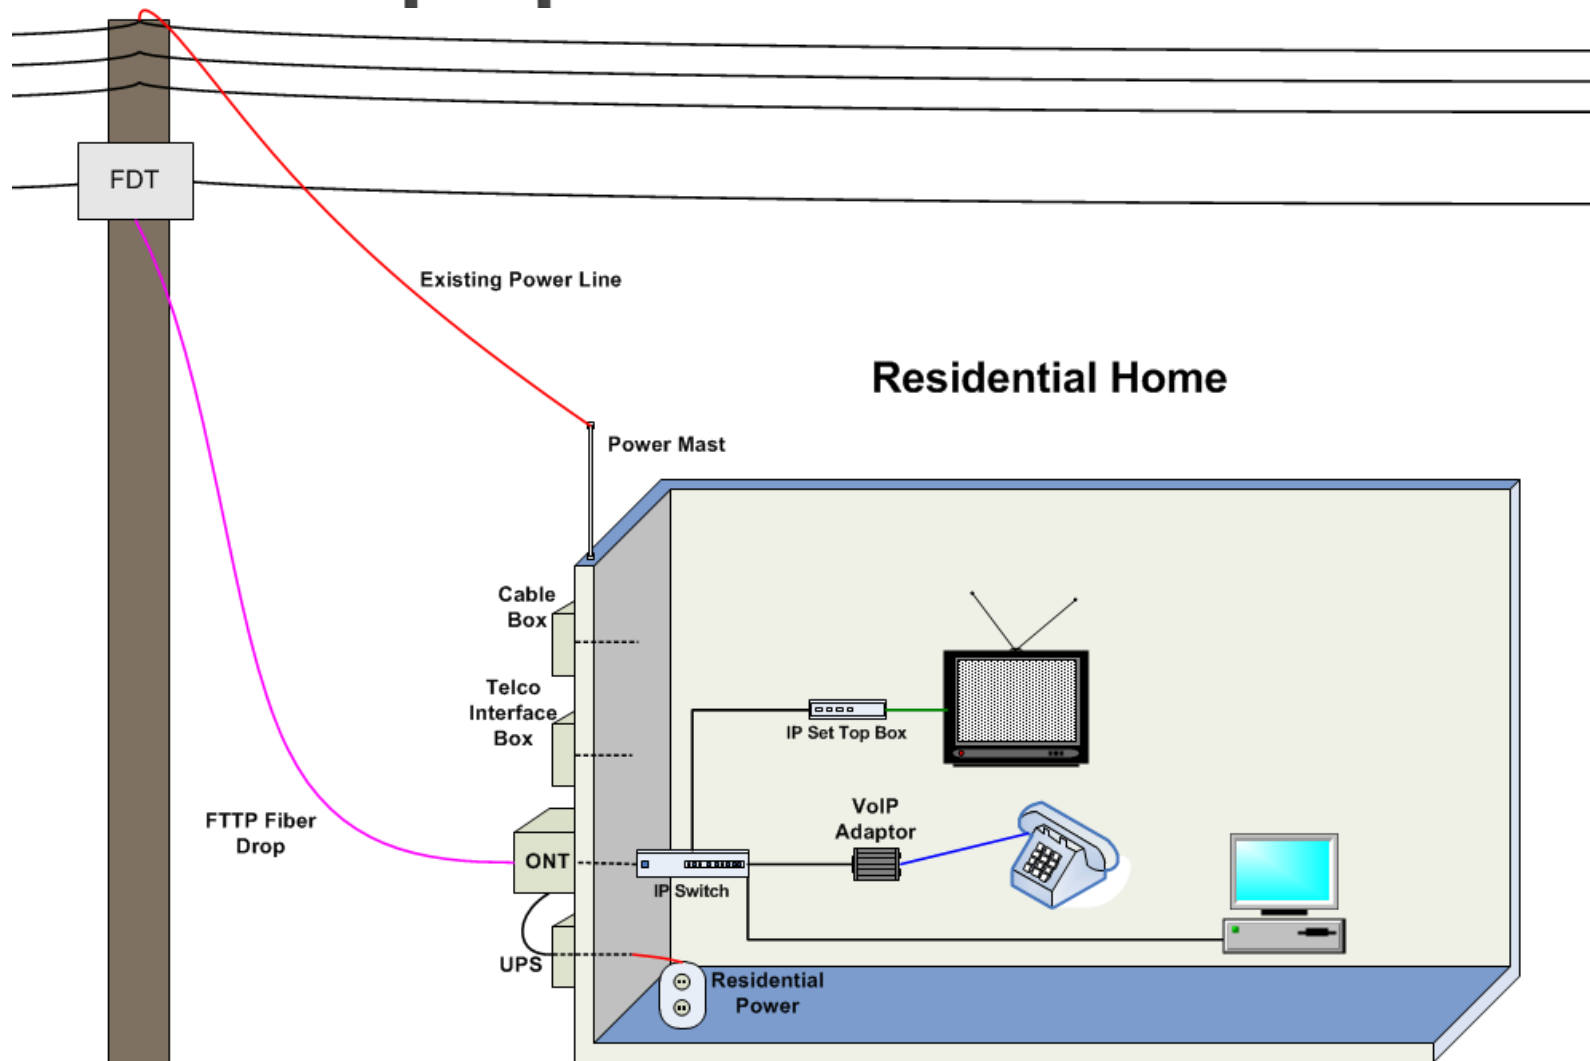 FDT
Existing Power Line
Residential Home
Power Mast
Cable
Box
Telco
Interface
Box
IP Set Top Box
VoIP
Adaptor
FTTP Fiber
Drop
ONT
IP Switch
UPS
Residential
Power